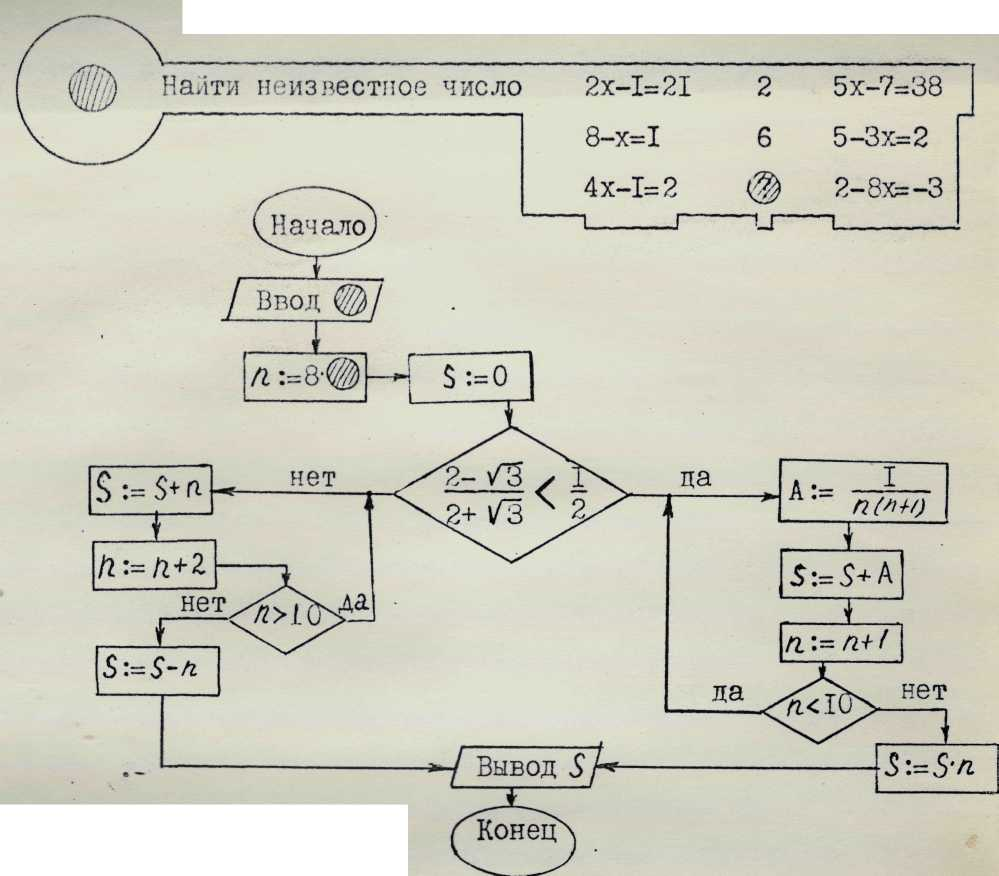 Найти неизвестное число 2x-I=2I 2 5x-7=38
8-x=I 6 5-3x=2
4x-I=2 2-8x=-3
Начало
Ввод
n:=8·
S:=0
(2-√3)/(2+√3) < I/2
нет
да
S:=S+n
n:=n+2
n>10
нет
да
S:=S-n
A:= I/(n(n+1))
S:=S+A
n:=n+1
n<IO
да
нет
S:=S·n
Вывод S
Конец